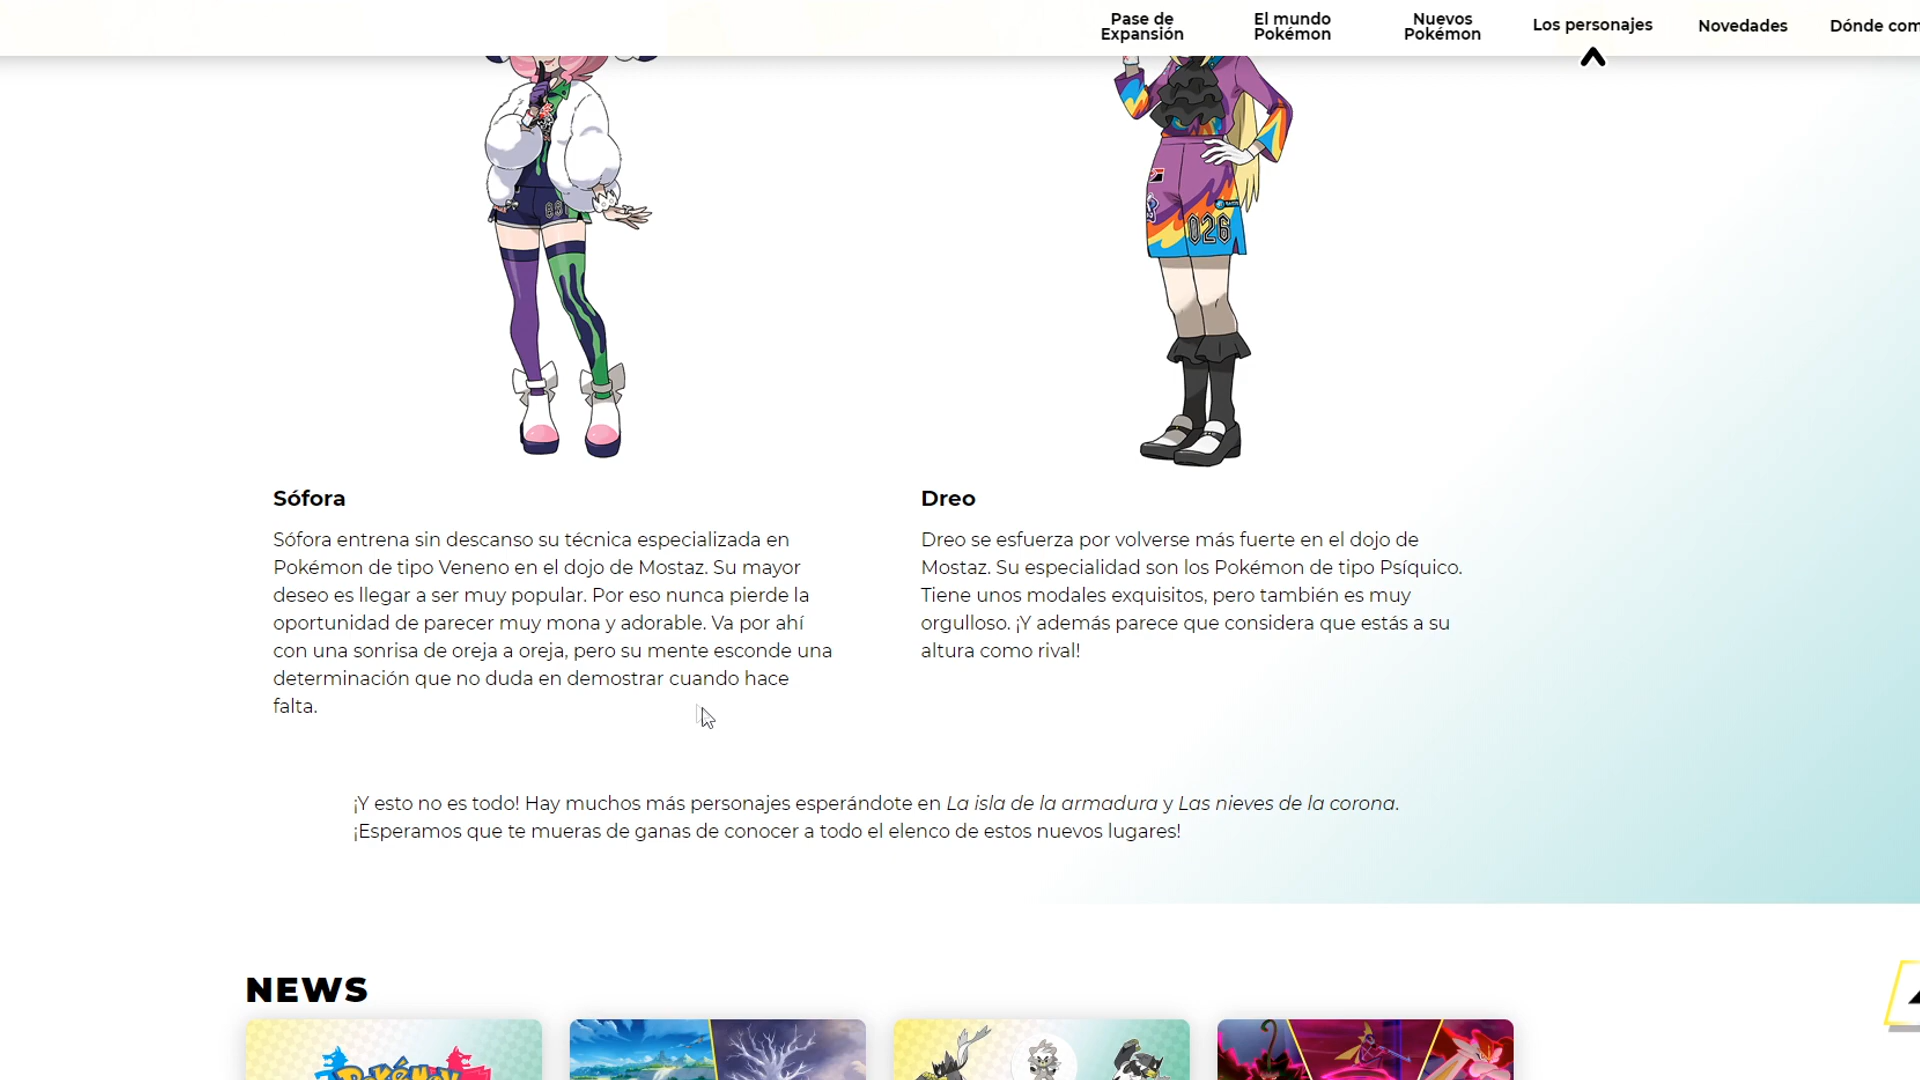 Pase de
Expansión
El mundo
Pokémon
Nuevos
Pokémon
Los personajes
Novedades
Dónde com
026
Sófora
Sófora entrena sin descanso su técnica especializada en
Pokémon de tipo Veneno en el dojo de Mostaz. Su mayor
deseo es llegar a ser muy popular. Por eso nunca pierde la
oportunidad de parecer muy mona y adorable. Va por ahí
con una sonrisa de oreja a oreja, pero su mente esconde una
determinación que no duda en demostrar cuando hace
falta.
Dreo
Dreo se esfuerza por volverse más fuerte en el dojo de
Mostaz. Su especialidad son los Pokémon de tipo Psíquico.
Tiene unos modales exquisitos, pero también es muy
orgulloso. ¡Y además parece que considera que estás a su
altura como rival!
¡Y esto no es todo! Hay muchos más personajes esperándote en La isla de la armadura y Las nieves de la corona.
¡Esperamos que te mueras de ganas de conocer a todo el elenco de estos nuevos lugares!
NEWS
Pokémon